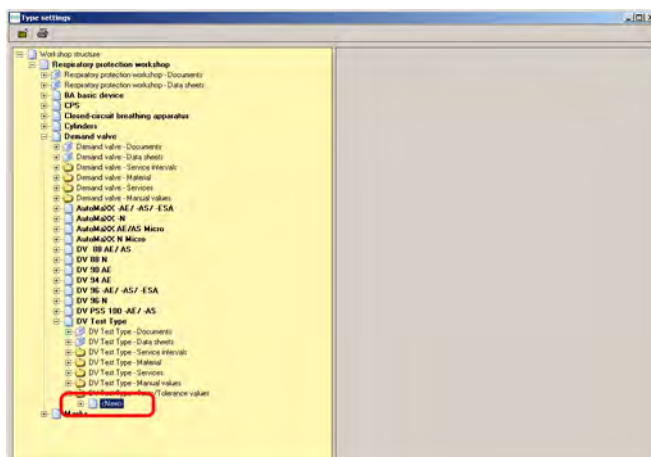 Type settings
Workshop structure
Respiratory protection workshop
Respiratory protection workshop - Documents
Respiratory protection workshop - Data sheets
BA basic device
CPS
Closed-circuit breathing apparatus
Cylinders
Demand valve
Demand valve - Documents
Demand valve - Data sheets
Demand valve - Service intervals
Demand valve - Material
Demand valve - Services
Demand valve - Manual values
AutoMaXX -AE/ -AS/ -ESA
AutoMaXX -N
AutoMaXX AE/AS Micro
AutoMaXX N Micro
DV 88 AE/ AS
DV 88 N
DV 90 AE
DV 94 AE
DV 96 -AE/ -AS/ -ESA
DV 96 N
DV PSS 100 -AE/ -AS
DV Test Type
DV Test Type - Documents
DV Test Type - Data sheets
DV Test Type - Service intervals
DV Test Type - Material
DV Test Type - Services
DV Test Type - Manual values
DV Test Type - /Tolerance values
<New>
Masks